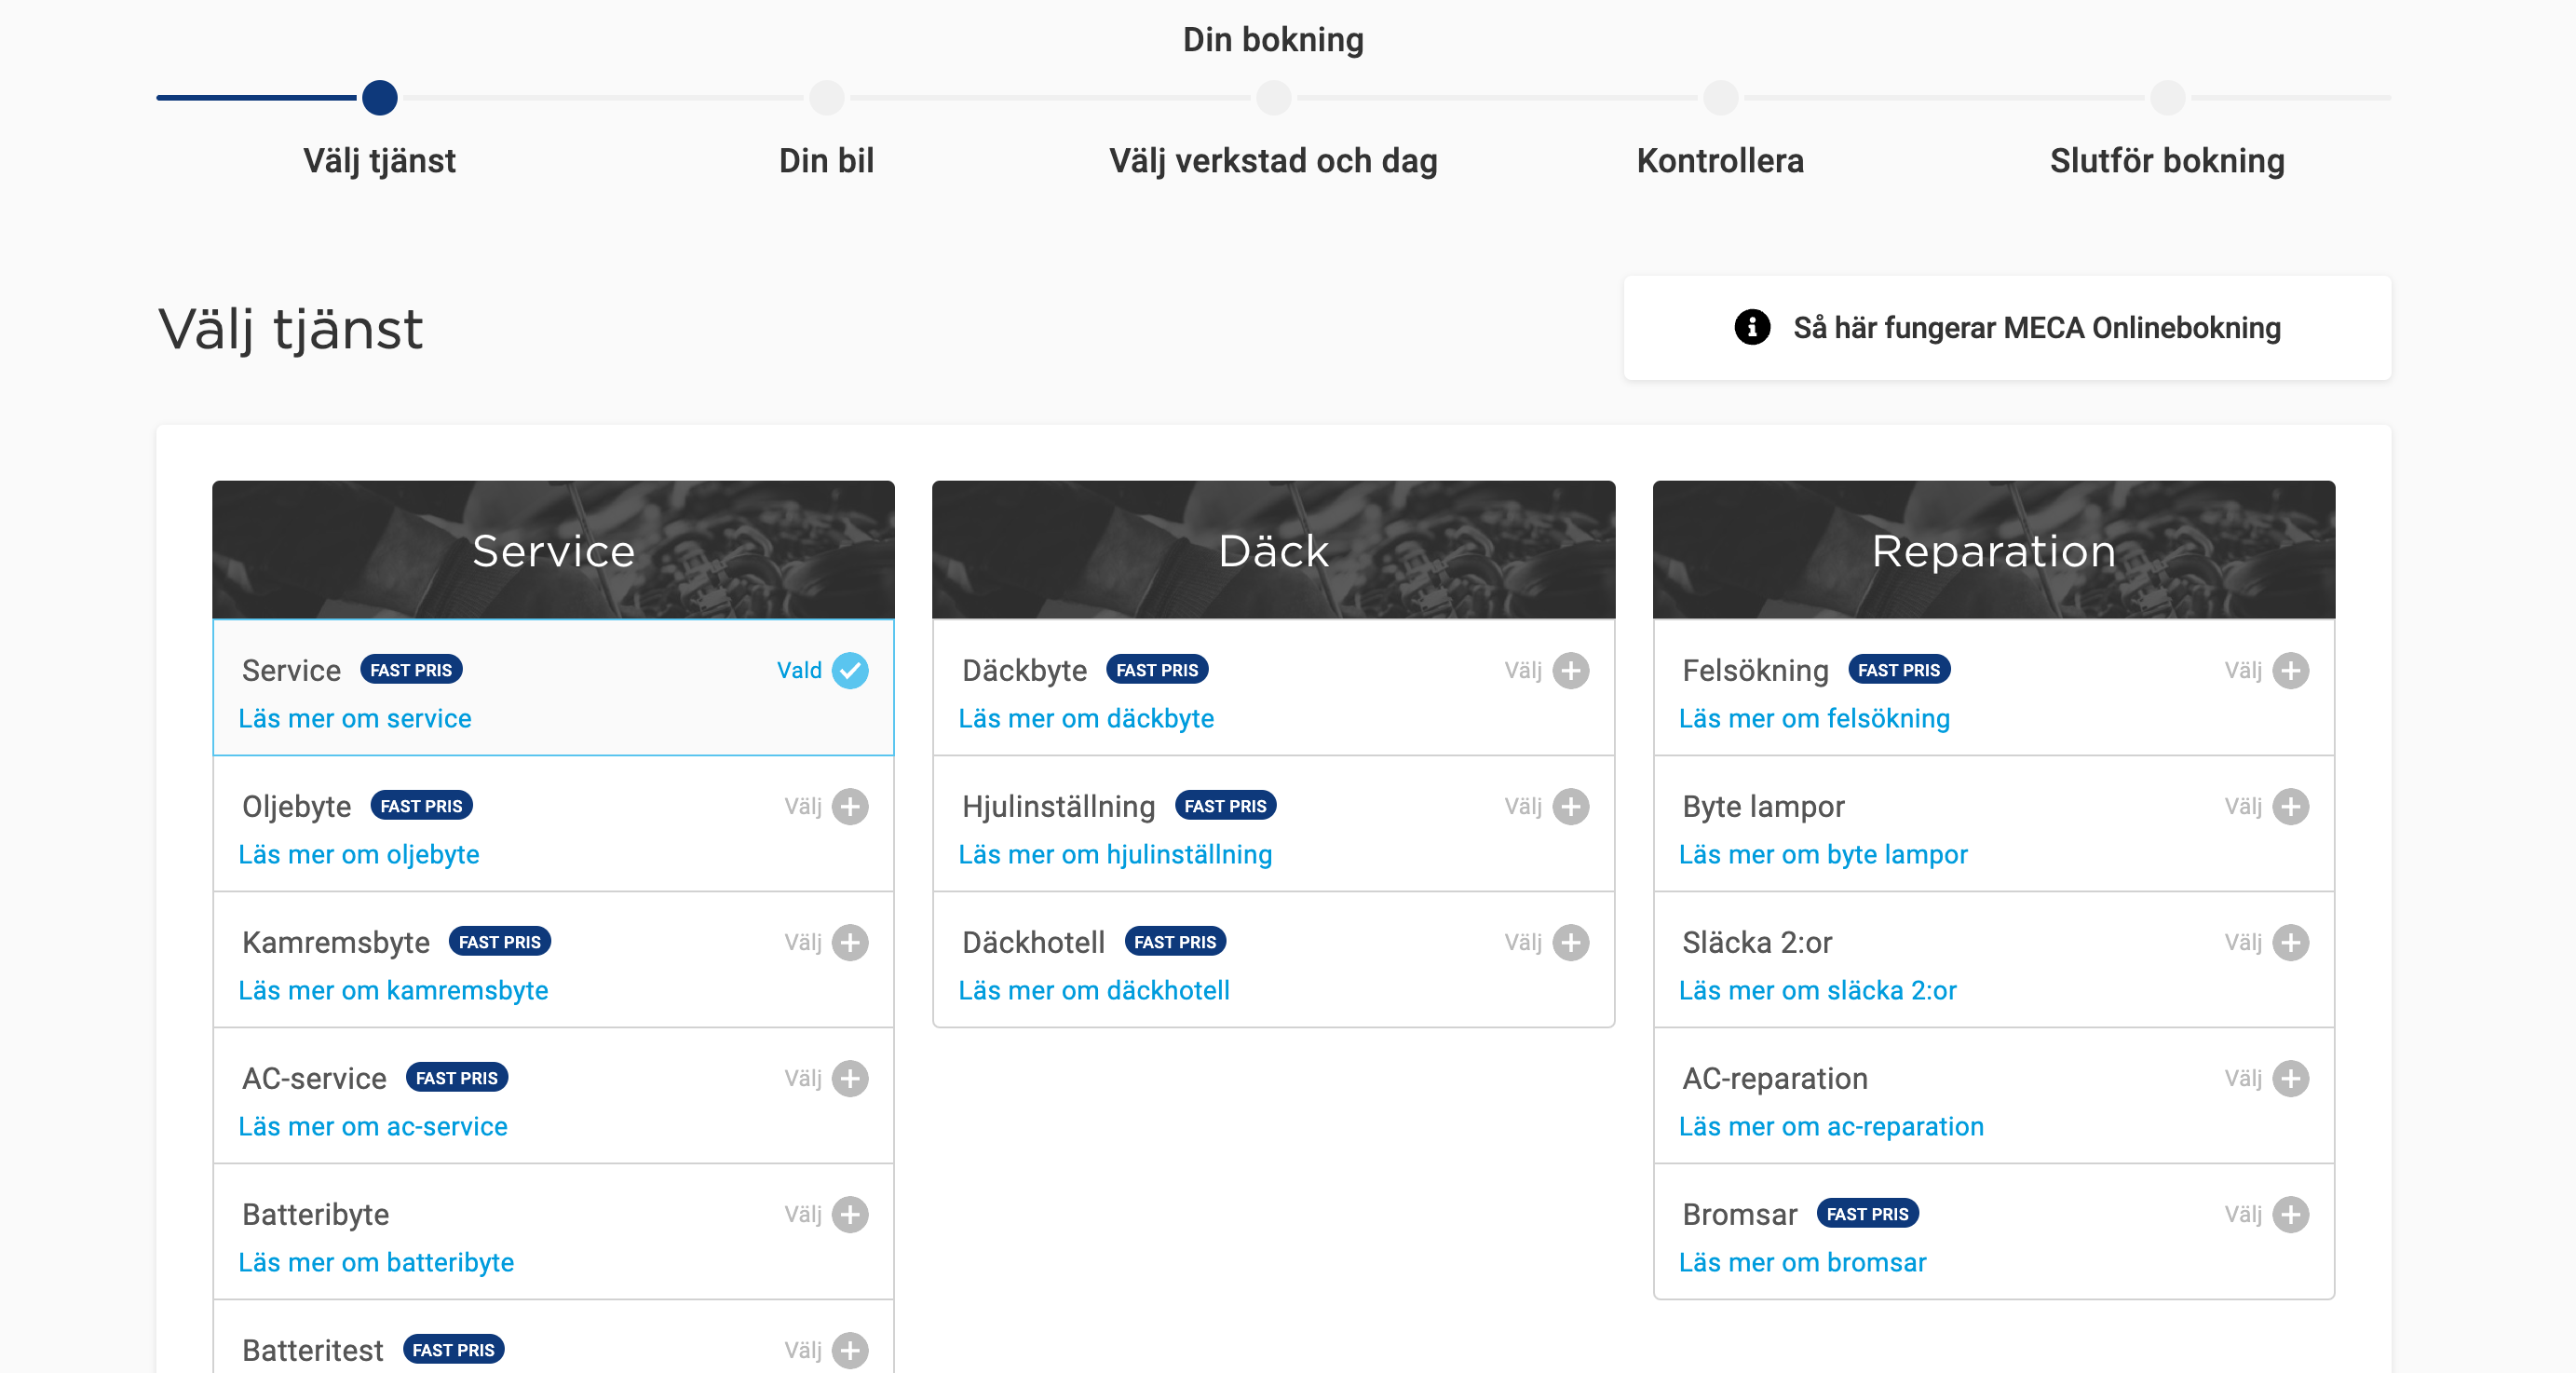 Din bokning
Välj tjänst
Din bil
Välj verkstad och dag
Kontrollera
Slutför bokning
Välj tjänst
Så här fungerar MECA Onlinebokning
Service
Service FAST PRIS Vald
Läs mer om service
Oljebyte FAST PRIS Välj
Läs mer om oljebyte
Kamremsbyte FAST PRIS Välj
Läs mer om kamremsbyte
AC-service FAST PRIS Välj
Läs mer om ac-service
Batteribyte Välj
Läs mer om batteribyte
Batteritest FAST PRIS Välj
Däck
Däckbyte FAST PRIS Välj
Läs mer om däckbyte
Hjulinställning FAST PRIS Välj
Läs mer om hjulinställning
Däckhotell FAST PRIS Välj
Läs mer om däckhotell
Reparation
Felsökning FAST PRIS Välj
Läs mer om felsökning
Byte lampor Välj
Läs mer om byte lampor
Släcka 2:or Välj
Läs mer om släcka 2:or
AC-reparation Välj
Läs mer om ac-reparation
Bromsar FAST PRIS Välj
Läs mer om bromsar